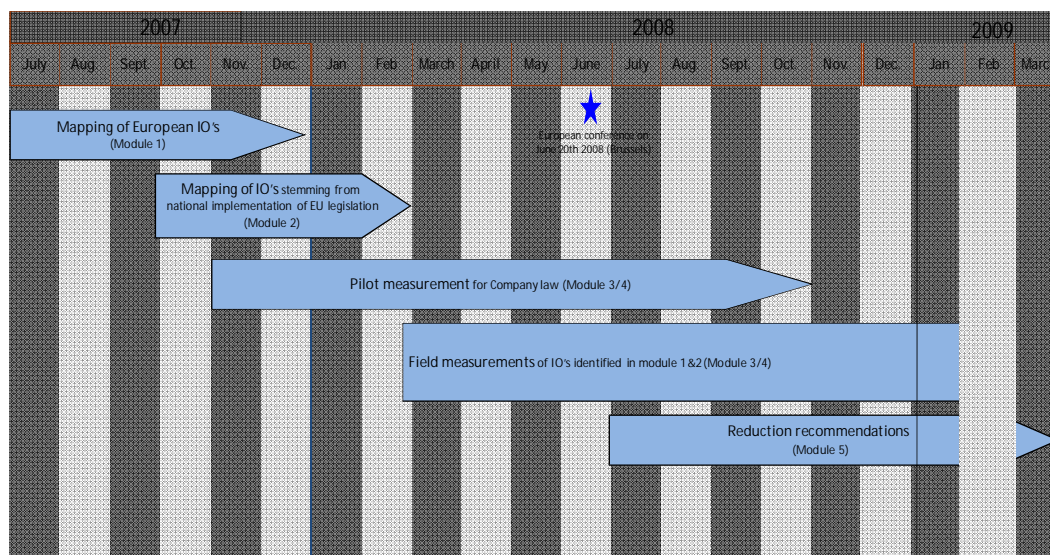 2007 2008 2009
July Aug. Sept. Oct. Nov. Dec. Jan. Feb March April May June July Aug. Sept. Oct. Nov. Dec. Jan Feb Marc
European conference on
June 20th 2008 (Brussels)
Mapping of European IO's
(Module 1)
Mapping of IO's stemming from
national implementation of EU legislation
(Module 2)
Pilot measurement for Company law (Module 3/4)
Field measurements of IO's identified in module 1&2(Module 3/4)
Reduction recommendations
(Module 5)